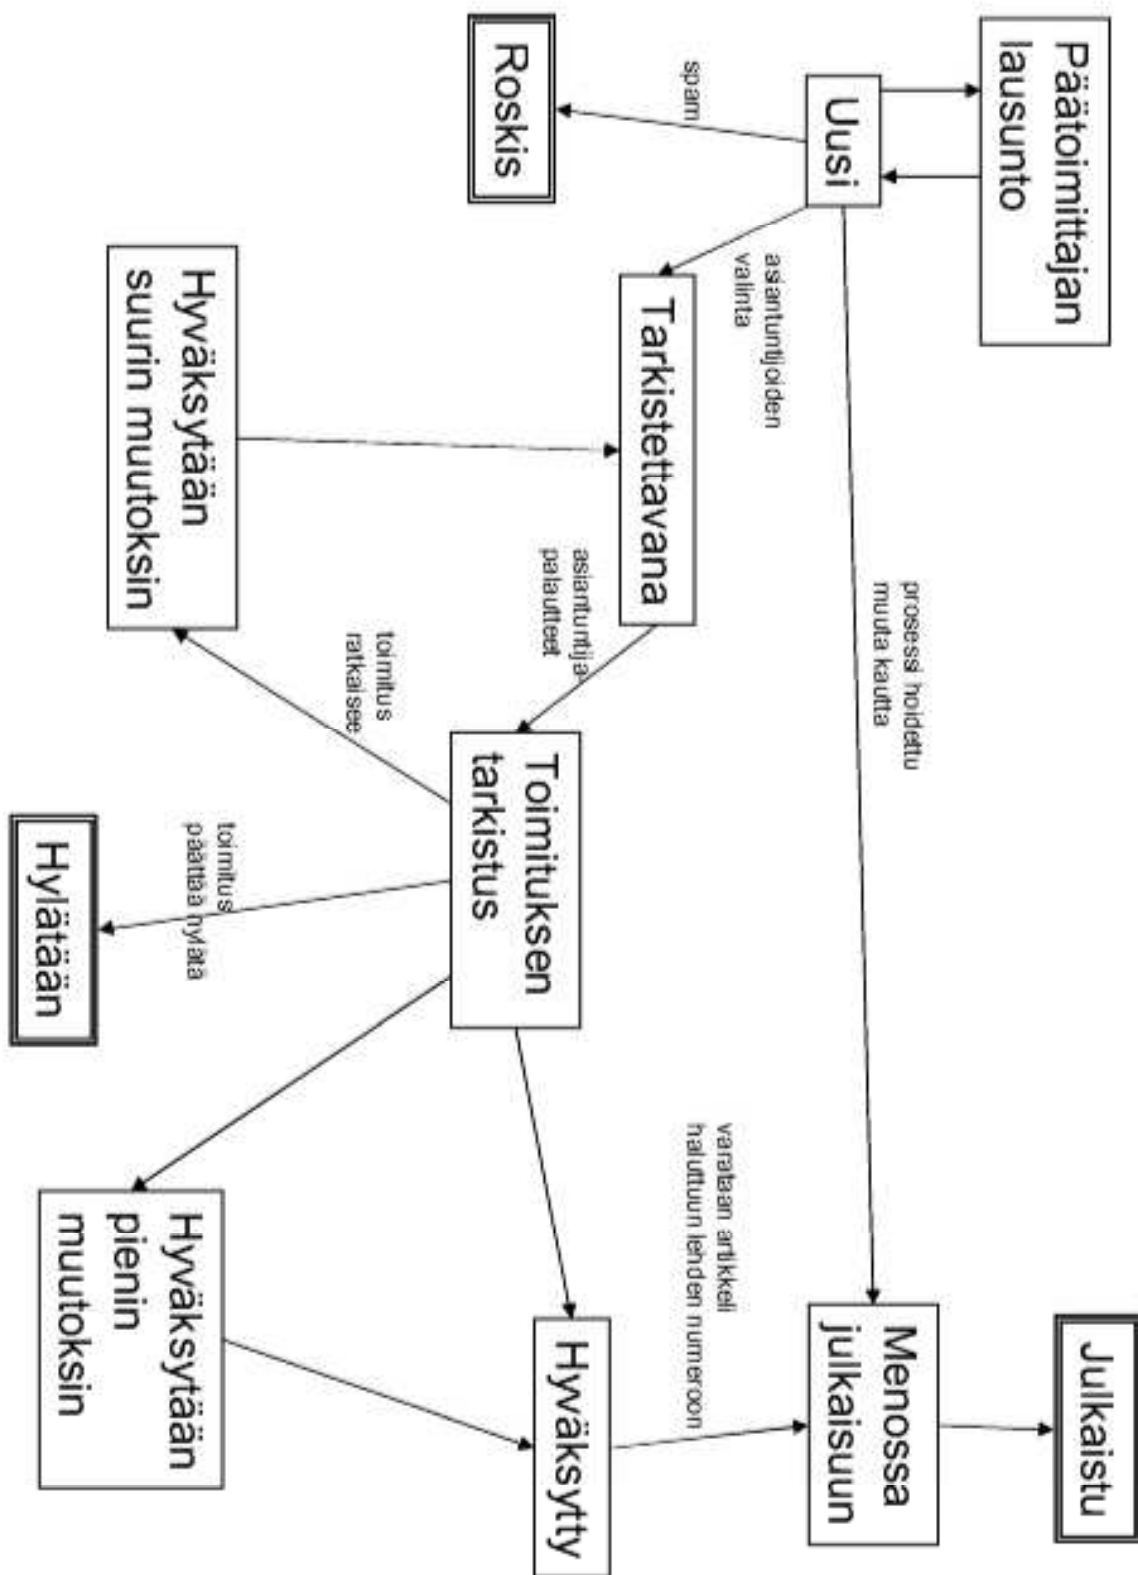 Päätoimittajan
lausunto
Julkaistu
Uusi
prosessi hoidettu
muuta kautta
Menossa
julkaisuun
spam
asiantuntijoiden
valinta
varataan artikkeli
haluttuun lehden numeroon
Roskis
Tarkistettavana
asiantuntija
palautteet
Toimituksen
tarkistus
Hyväksytty
toimitus
ratkaisee
Hyväksytään
suurin muutoksin
toimitus
päättää hylätä
Hylätään
Hyväksytään
pienin
muutoksin